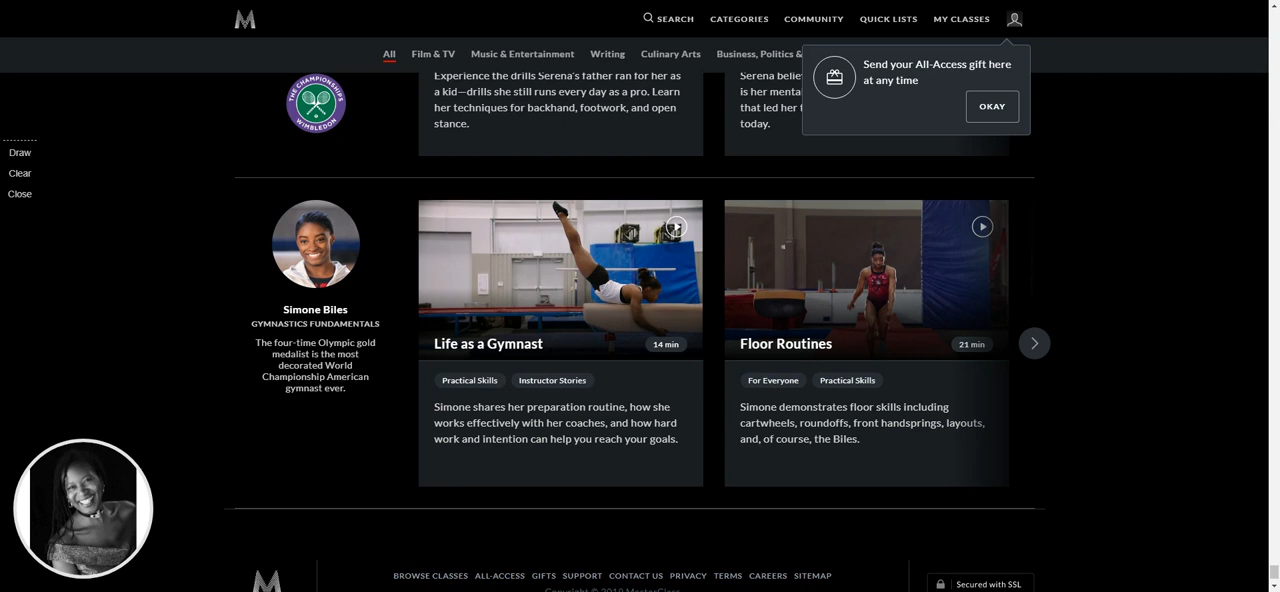 SEARCH CATEGORIES COMMUNITY QUICK LISTS MY CLASSES
All Film & TV Music & Entertainment Writing Culinary Arts Business, Politics &
Send your All-Access gift here
at any time
OKAY
THE CHAMPIONSHIPS
WIMBLEDON
Experience the drills Serena's father ran for her as
a kid—drills she still runs every day as a pro. Learn
her techniques for backhand, footwork, and open
stance.
Serena
is her menta
that led her
today.
Draw
Clear
Close
Simone Biles
GYMNASTICS FUNDAMENTALS
The four-time Olympic gold
medalist is the most
decorated World
Championship American
gymnast ever.
Life as a Gymnast 14 min
Practical Skills Instructor Stories
Simone shares her preparation routine, how she
works effectively with her coaches, and how hard
work and intention can help you reach your goals.
Floor Routines 21 min
For Everyone Practical Skills
Simone demonstrates floor skills including
cartwheels, roundoffs, front handsprings, layouts,
and, of course, the Biles.
BROWSE CLASSES ALL-ACCESS GIFTS SUPPORT CONTACT US PRIVACY TERMS CAREERS SITEMAP
Copyright © 2019 MasterClass
Secured with SSL